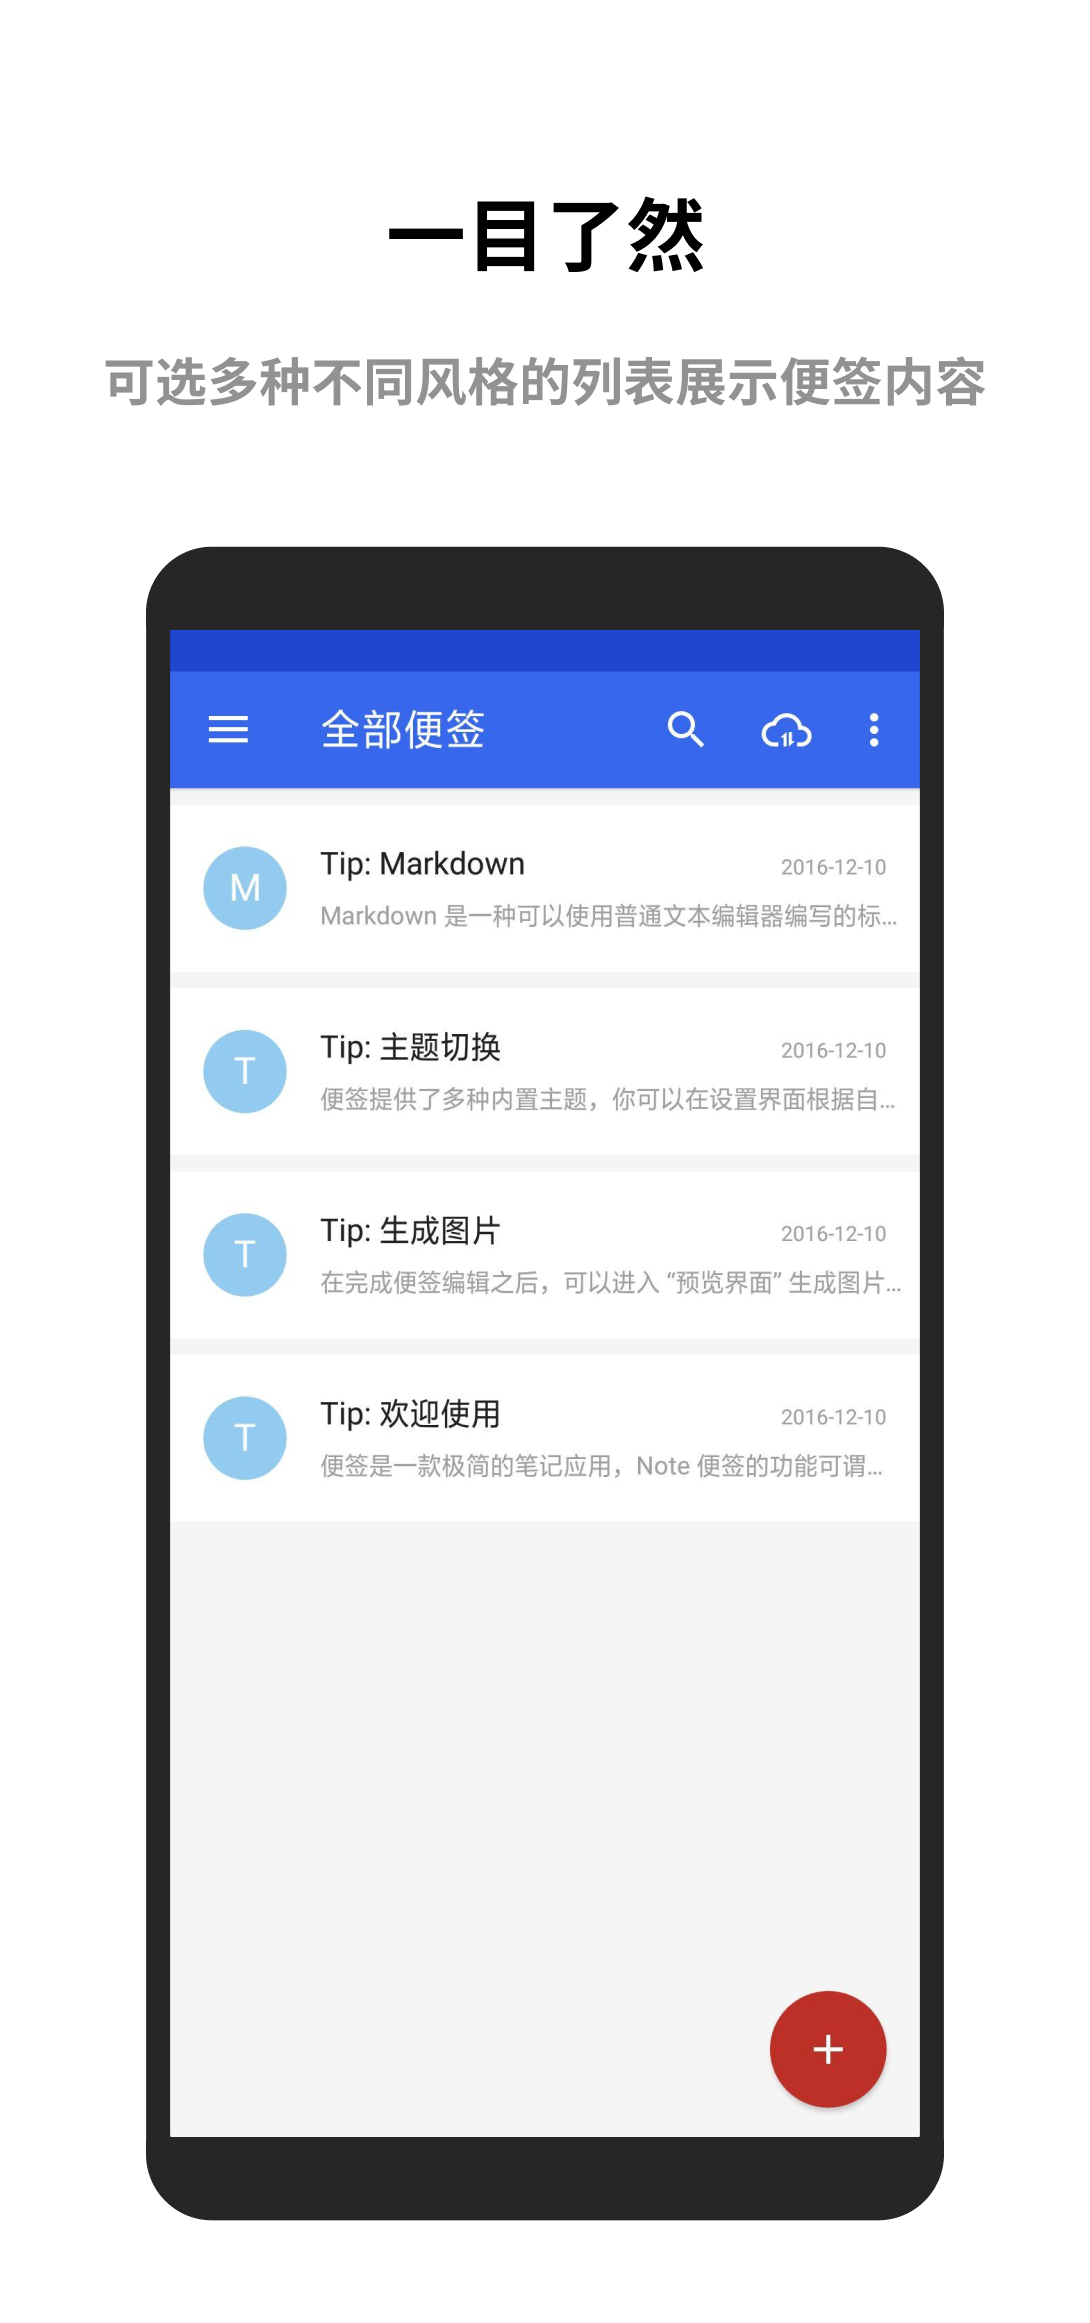 一目了然
可选多种不同风格的列表展示便签内容
全部便签
M
Tip: Markdown
2016-12-10
Markdown 是一种可以使用普通文本编辑器编写的标...
T
Tip: 主题切换
2016-12-10
便签提供了多种内置主题，你可以在设置界面根据自...
T
Tip: 生成图片
2016-12-10
在完成便签编辑之后，可以进入 “预览界面” 生成图片...
T
Tip: 欢迎使用
2016-12-10
便签是一款极简的笔记应用，Note 便签的功能可谓...